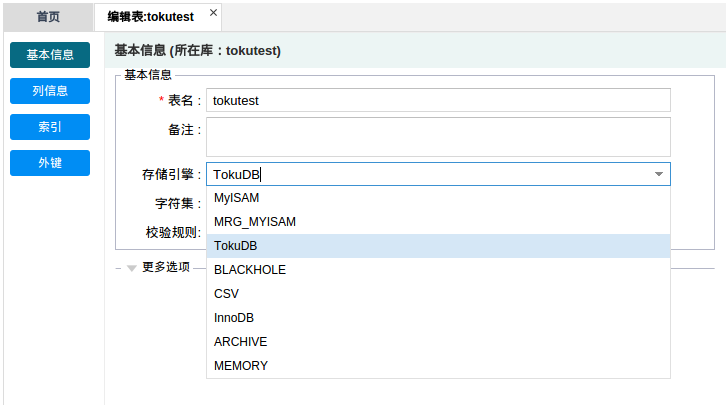 首页
编辑表:tokutest
×
基本信息
列信息
索引
外键
基本信息 (所在库：tokutest)
基本信息
* 表名： tokutest
备注：
存储引擎： TokuDB
字符集：
校验规则:
MyISAM
MRG_MYISAM
TokuDB
BLACKHOLE
CSV
InnoDB
ARCHIVE
MEMORY
更多选项